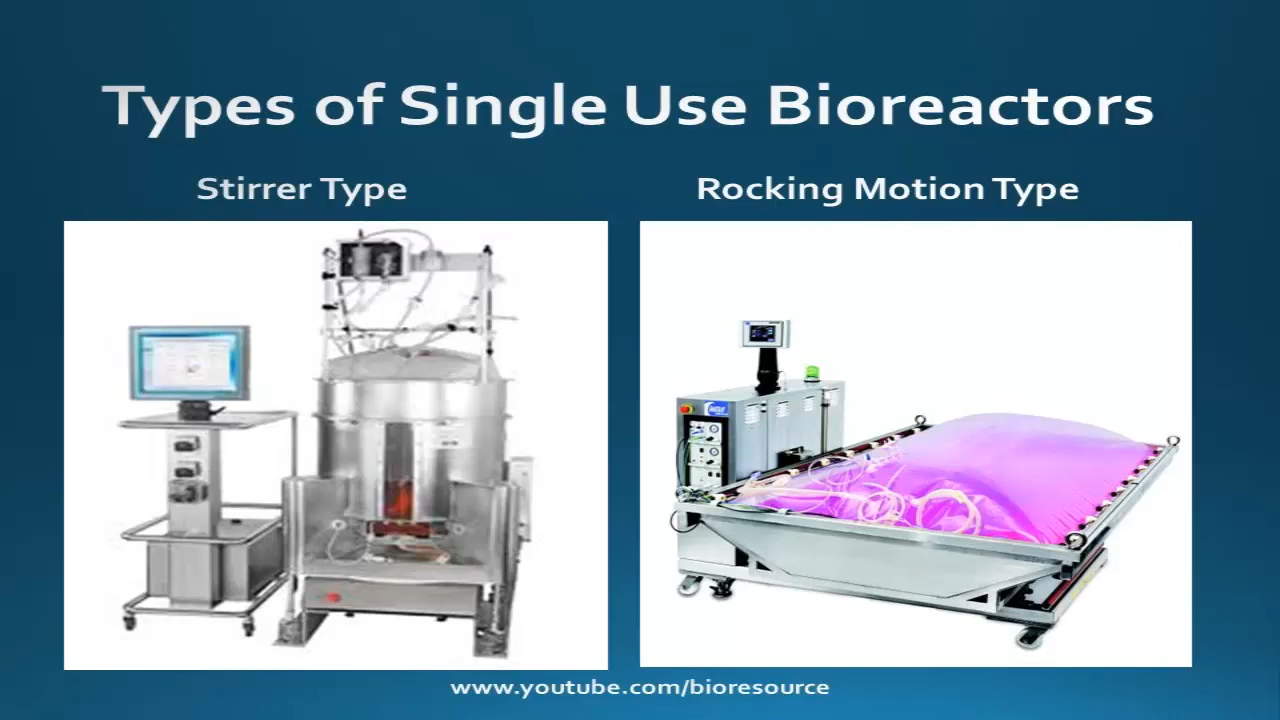 Types of Single Use Bioreactors
Stirrer Type
Rocking Motion Type
www.youtube.com/bioresource